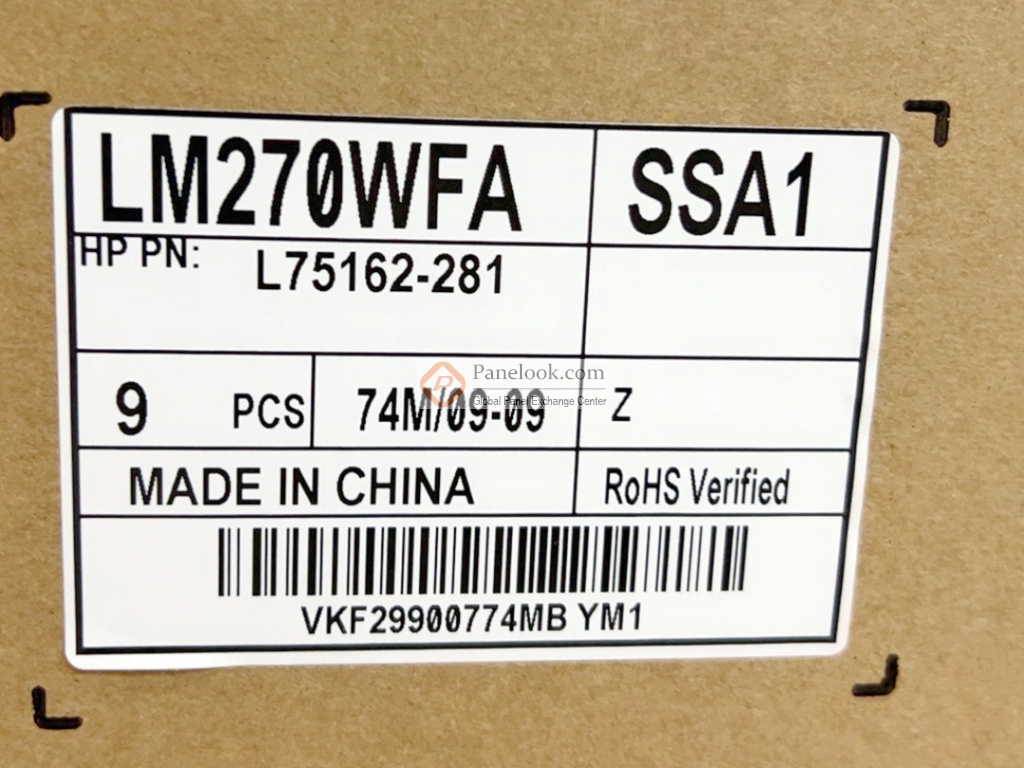 LM270WFA SSA1
HP PN: L75162-281
9 PCS 74M/09-09 Z
Panelook.com
Global Panel Exchange Center
MADE IN CHINA RoHS Verified
VKF29900774MB YM1